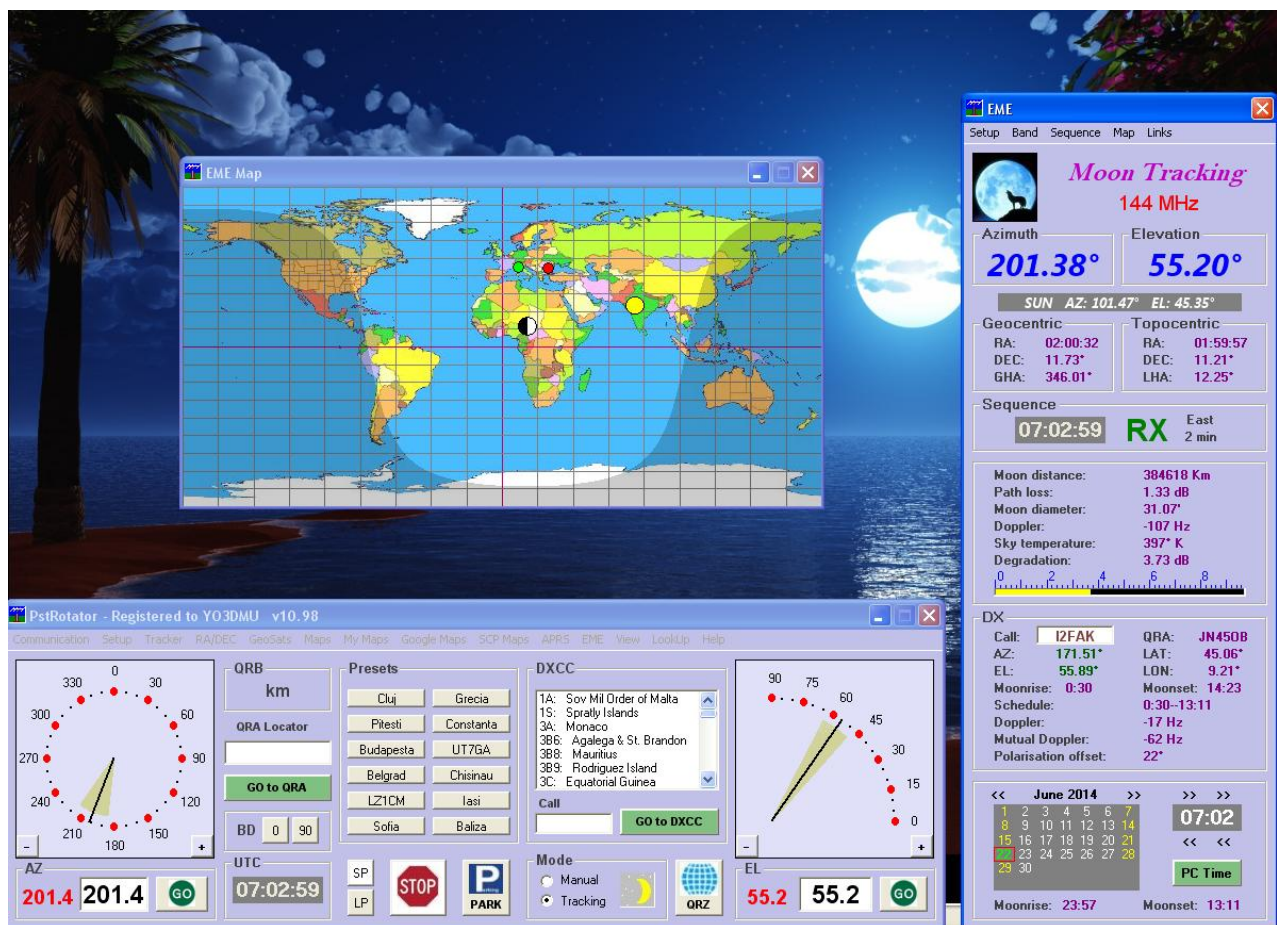 EME Map
EME
Setup Band Sequence Map Links
Moon Tracking
144 MHz
Azimuth Elevation
201.38° 55.20°
SUN AZ: 101.47° EL: 45.35°
Geocentric Topocentric
RA: 02:00:32 RA: 01:59:57
DEC: 11.73° DEC: 11.21°
GHA: 346.01° LHA: 12.25°
Sequence
07:02:59 RX East
2 min
Moon distance: 384618 Km
Path loss: 1.33 dB
Moon diameter: 31.07'
Doppler: -107 Hz
Sky temperature: 397° K
Degradation: 3.73 dB
0 2 4 6 8
DX
Call: I2FAK QRA: JN45OB
AZ: 171.51° LAT: 45.06°
EL: 55.89° LON: 9.21°
Moonrise: 0:30 Moonset: 14:23
Schedule: 0:30--13:11
Doppler: -17 Hz
Mutual Doppler: -62 Hz
Polarisation offset: 22°
<< June 2014 >> >> >>
1 2 3 4 5 6 7
8 9 10 11 12 13 14
15 16 17 18 19 20 21
22 23 24 25 26 27 28
29 30
07:02
<< <<
PC Time
Moonrise: 23:57 Moonset: 13:11
PstRotator - Registered to YO3DMU v10.98
Communication Setup Tracker RA/DEC GeoSats Maps My Maps Google Maps SCP Maps APRS EME View LookUp Help
0
30
60
90
120
150
180
210
240
270
300
330
- +
AZ
201.4 201.4 GO
QRB
km
QRA Locator
GO to QRA
BD 0 90
UTC
07:02:59
Presets
Cluj Grecia
Pitesti Constanta
Budapesta UT7GA
Belgrad Chisinau
LZ1CM Iasi
Sofia Baliza
SP
LP
STOP
P
Parking
PARK
DXCC
1A: Sov Mil Order of Malta
1S: Spratly Islands
3A: Monaco
3B6: Agalega & St. Brandon
3B8: Mauritius
3B9: Rodriguez Island
3C: Equatorial Guinea
Call
GO to DXCC
Mode
Manual
Tracking
QRZ
90
75
60
45
30
15
0
- +
EL
55.2 55.2 GO